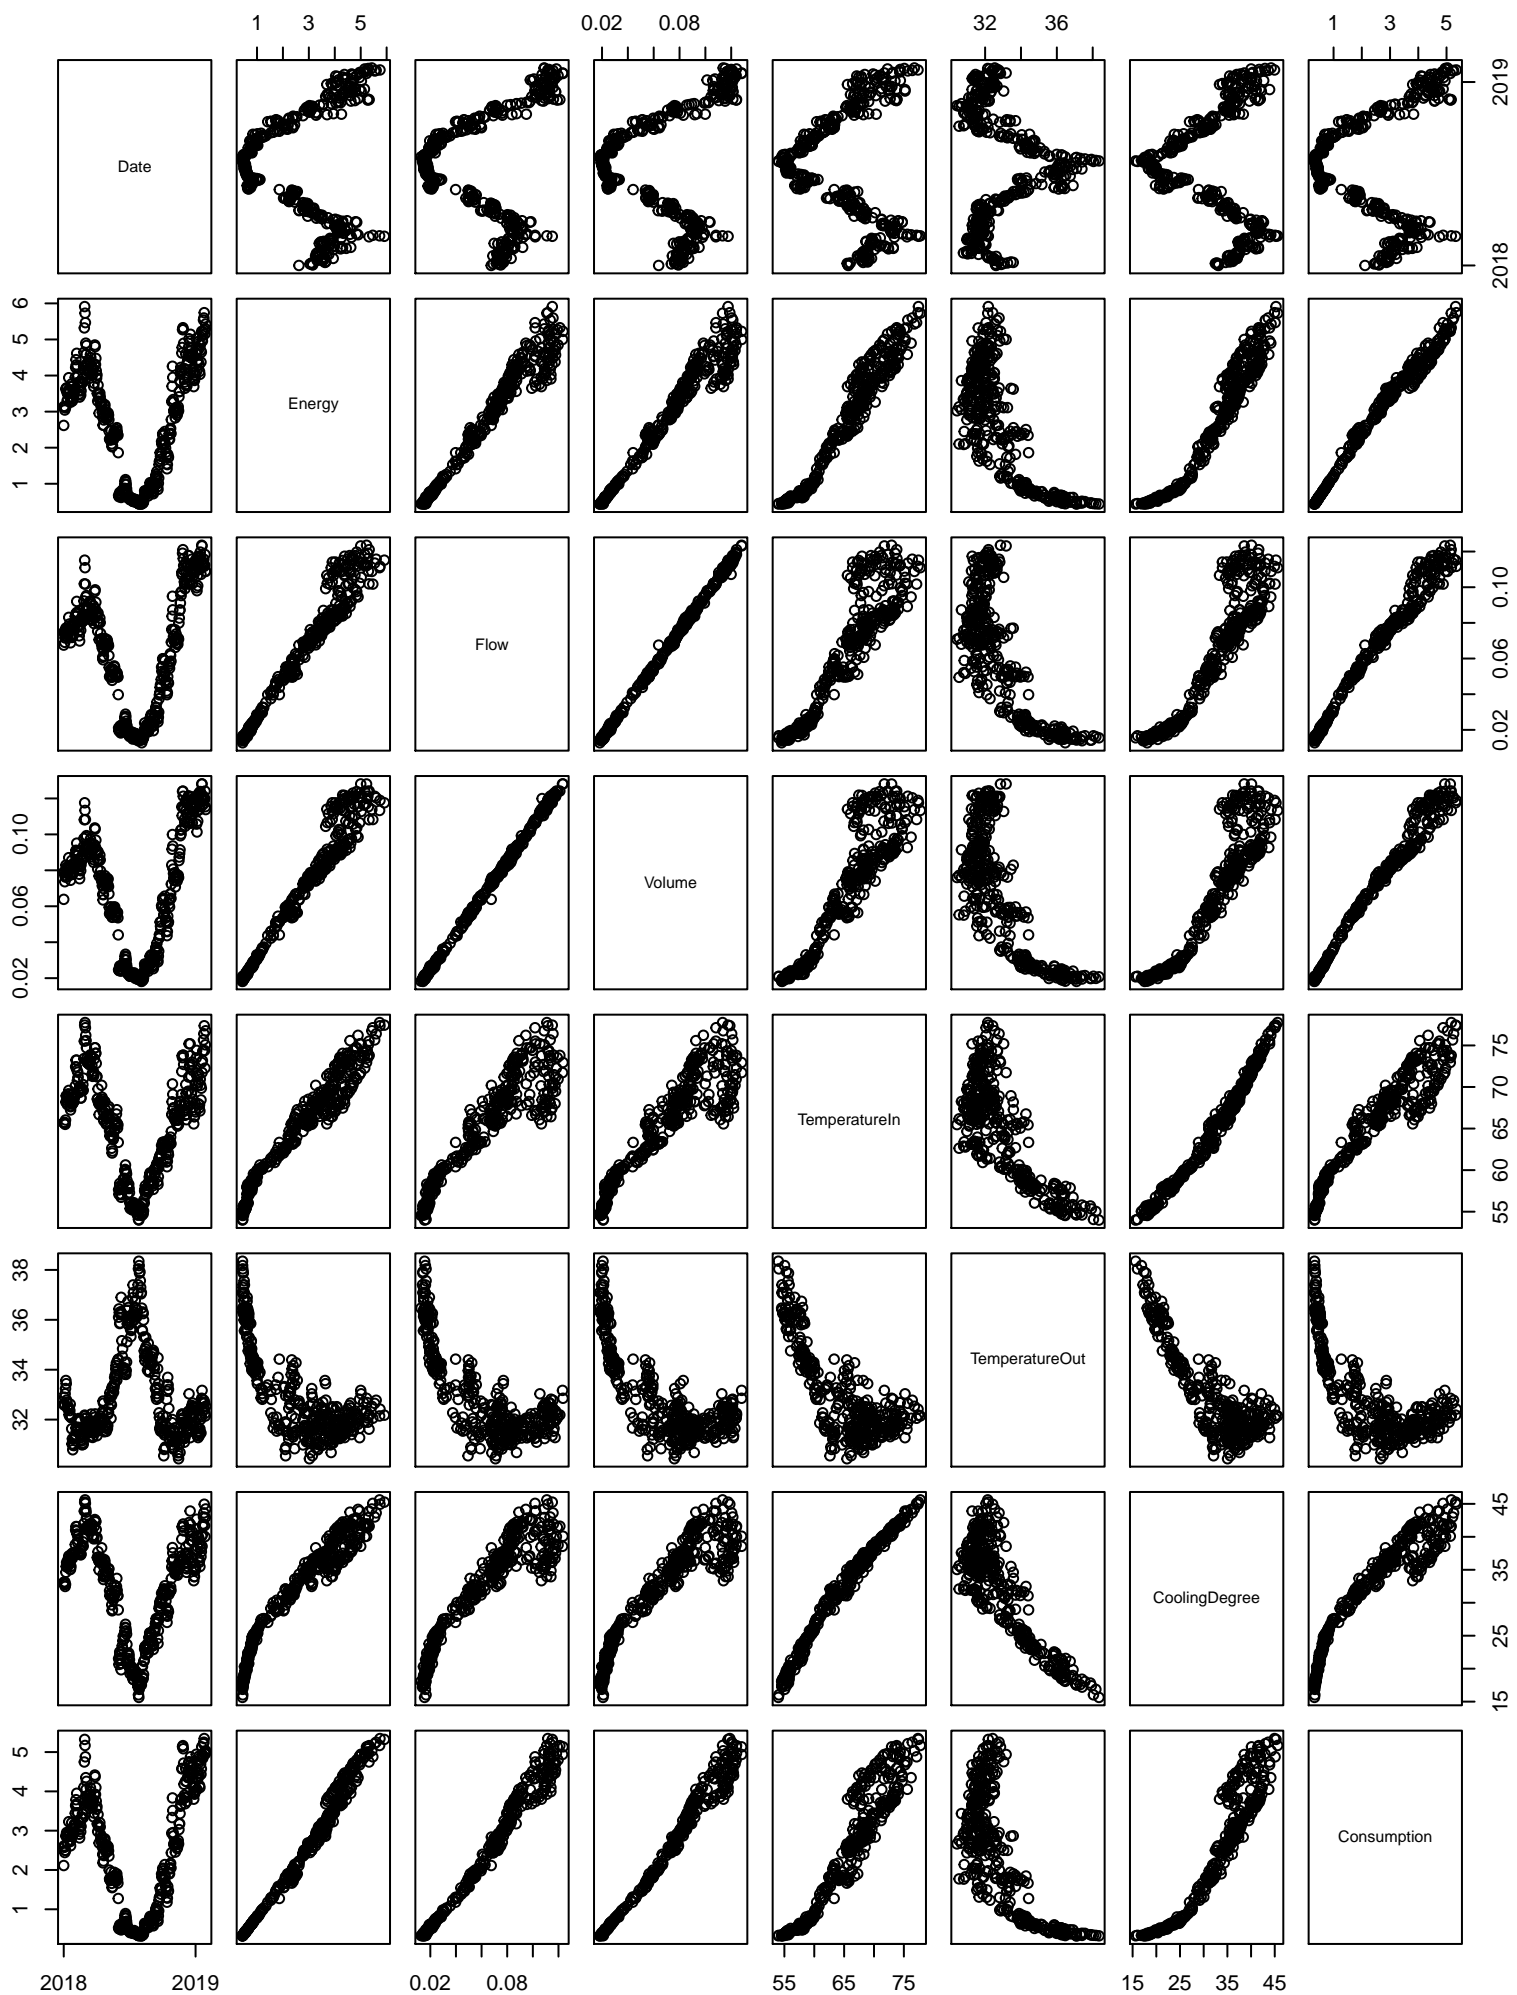 1 3 5 0.02 0.08 32 36 1 3 5
Date
2018 2019
1 2 3 4 5 6
Energy
Flow
0.02 0.06 0.10
0.02 0.06 0.10
Volume
TemperatureIn
55 60 65 70 75
32 34 36 38
TemperatureOut
CoolingDegree
15 25 35 45
1 2 3 4 5
Consumption
2018 2019 0.02 0.08 55 65 75 15 25 35 45